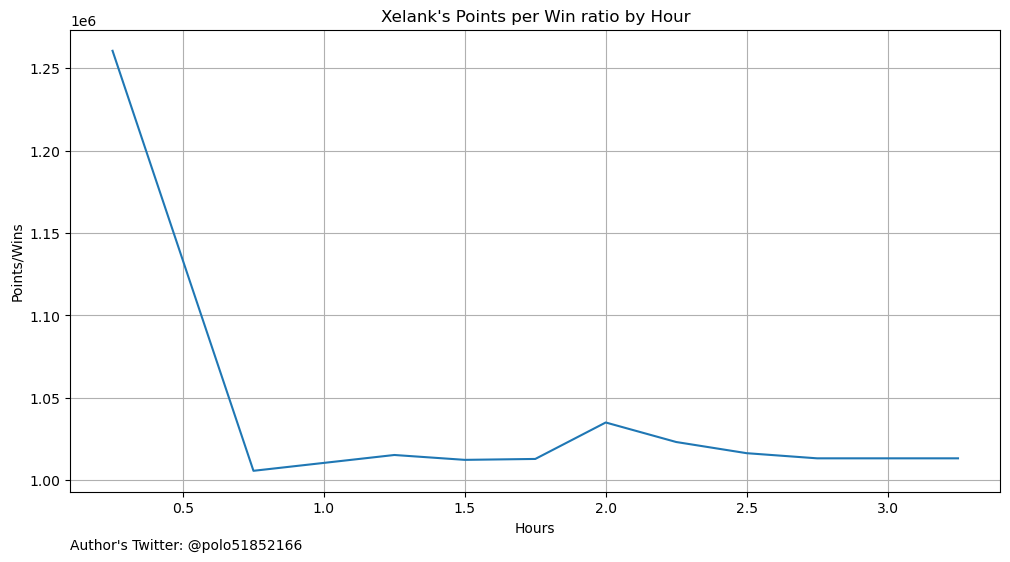 Xelank's Points per Win ratio by Hour
1e6
1.25
1.20
1.15
1.10
1.05
1.00
Points/Wins
0.5 1.0 1.5 2.0 2.5 3.0
Hours
Author's Twitter: @polo51852166